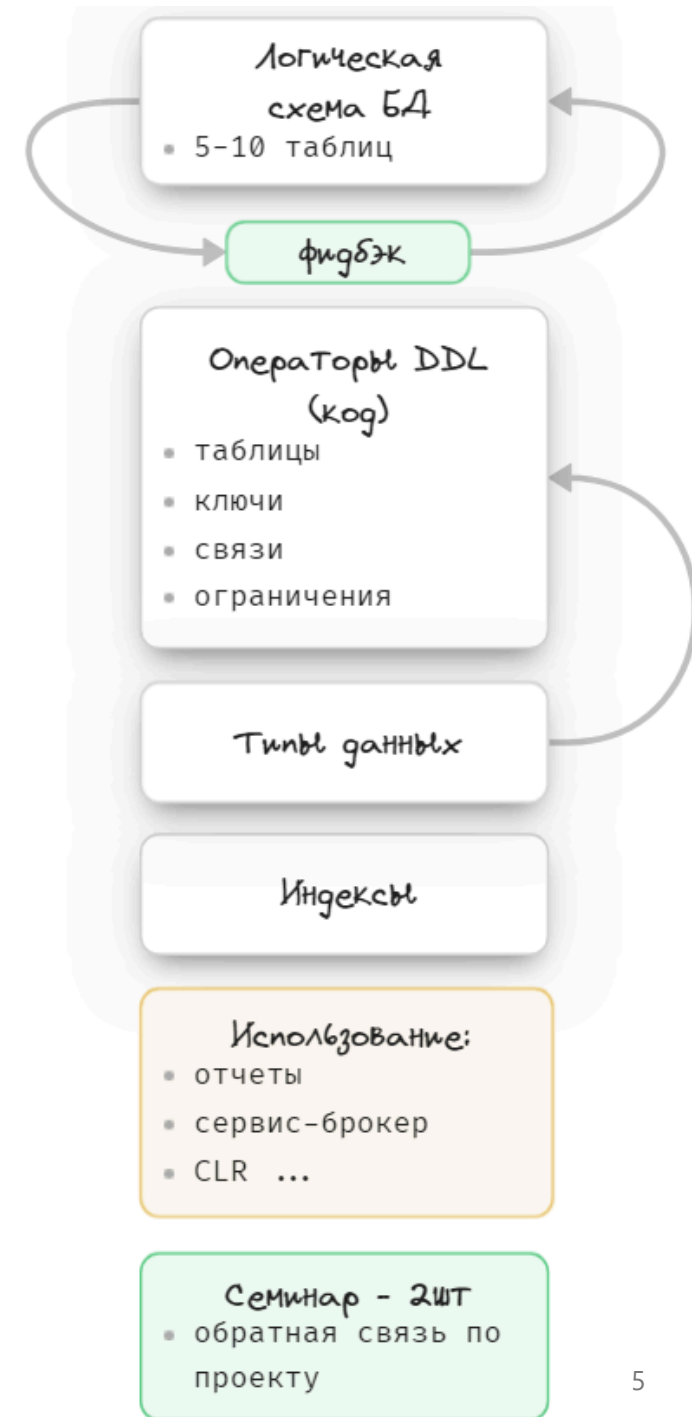 Логическая
схема БД
5-10 таблиц
фидбэк
Операторы DDL
(код)
таблицы
ключи
связи
ограничения
Типы данных
Индексы
Использование:
отчеты
сервис-брокер
CLR ...
Семинар - 2шт
обратная связь по
проекту
5